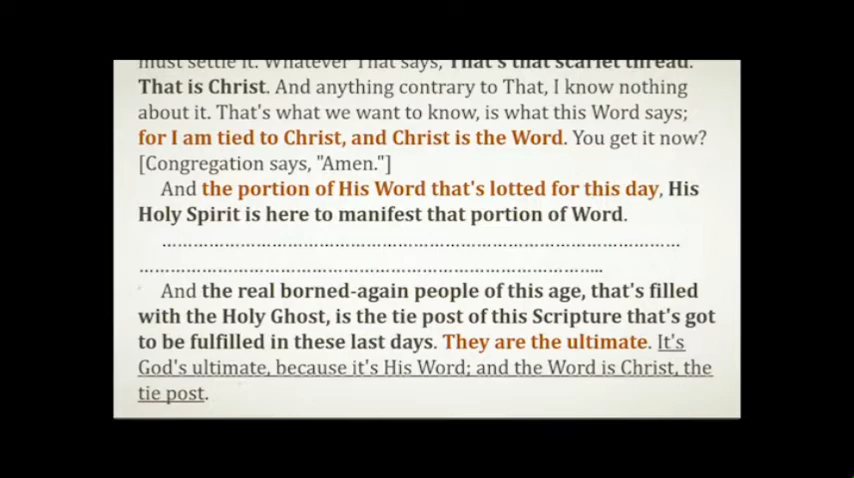 must settle it. Whatever That says, That's that scarlet thread.
That is Christ. And anything contrary to That, I know nothing
about it. That's what we want to know, is what this Word says;
for I am tied to Christ, and Christ is the Word. You get it now?
[Congregation says, "Amen."]
And the portion of His Word that's lotted for this day, His
Holy Spirit is here to manifest that portion of Word.
................................................................................................
......................................................................................
And the real borned-again people of this age, that's filled
with the Holy Ghost, is the tie post of this Scripture that's got
to be fulfilled in these last days. They are the ultimate. It's
God's ultimate, because it's His Word; and the Word is Christ, the
tie post.